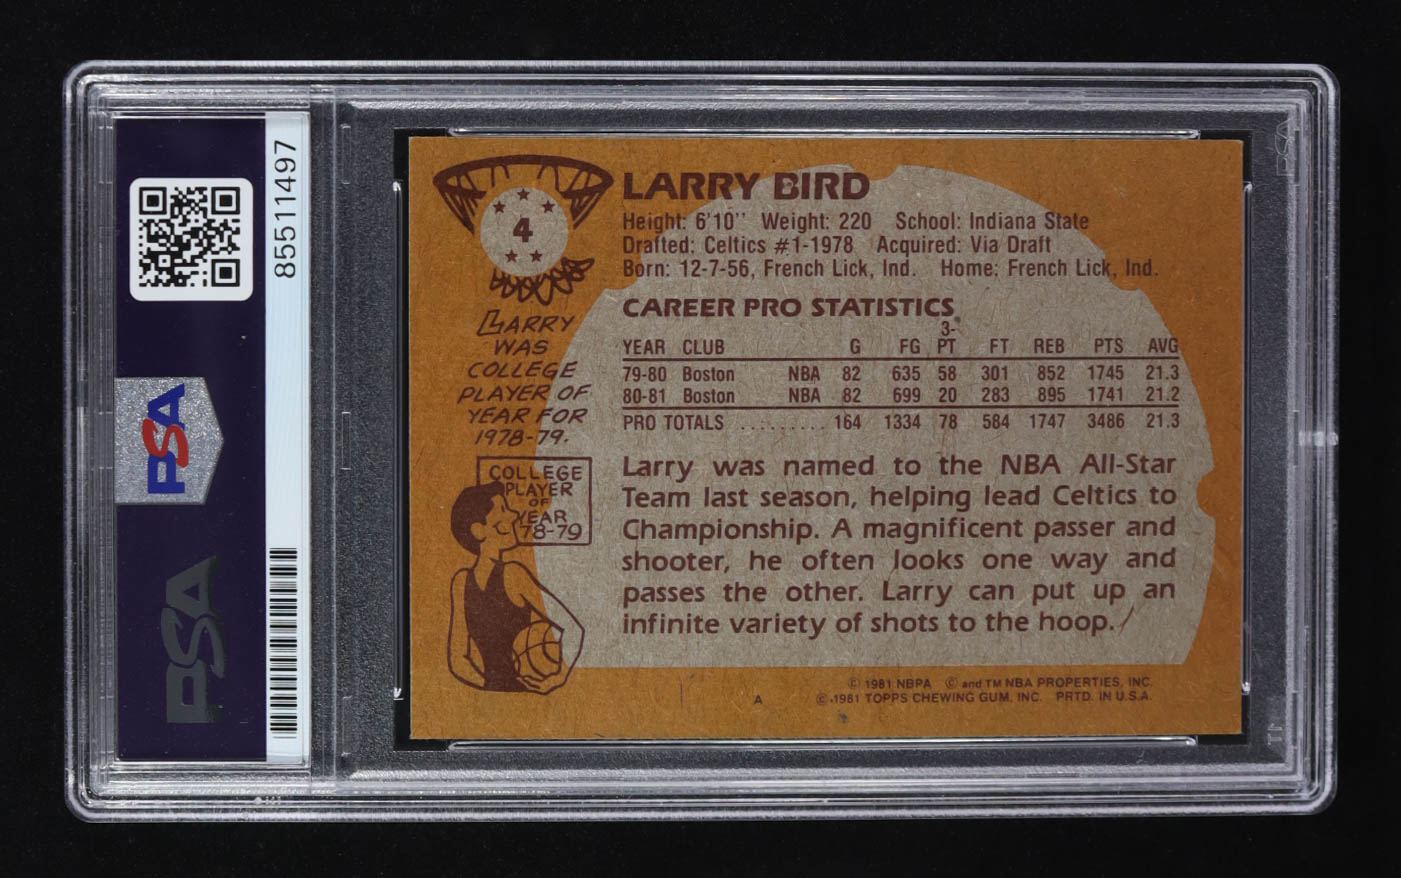 85511497
PSA
PSA
4
LARRY BIRD
Height: 6'10'' Weight: 220 School: Indiana State
Drafted: Celtics #1-1978 Acquired: Via Draft
Born: 12-7-56, French Lick, Ind. Home: French Lick, Ind.
LARRY
WAS
COLLEGE
PLAYER OF
YEAR FOR
1978-79.
COLLEGE
PLAYER
OF
YEAR
78-79
CAREER PRO STATISTICS
YEAR CLUB G FG 3-PT FT REB PTS AVG
79-80 Boston NBA 82 635 58 301 852 1745 21.3
80-81 Boston NBA 82 699 20 283 895 1741 21.2
PRO TOTALS ......... 164 1334 78 584 1747 3486 21.3
Larry was named to the NBA All-Star
Team last season, helping lead Celtics to
Championship. A magnificent passer and
shooter, he often looks one way and
passes the other. Larry can put up an
infinite variety of shots to the hoop.
© 1981 NBPA © and TM NBA PROPERTIES, INC.
A © 1981 TOPPS CHEWING GUM, INC. PRTD. IN U.S.A.
PSA